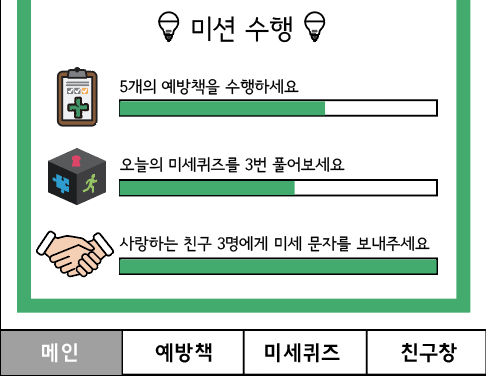 미션 수행
5개의 예방책을 수행하세요
오늘의 미세퀴즈를 3번 풀어보세요
사랑하는 친구 3명에게 미세 문자를 보내주세요
메인 예방책 미세퀴즈 친구창